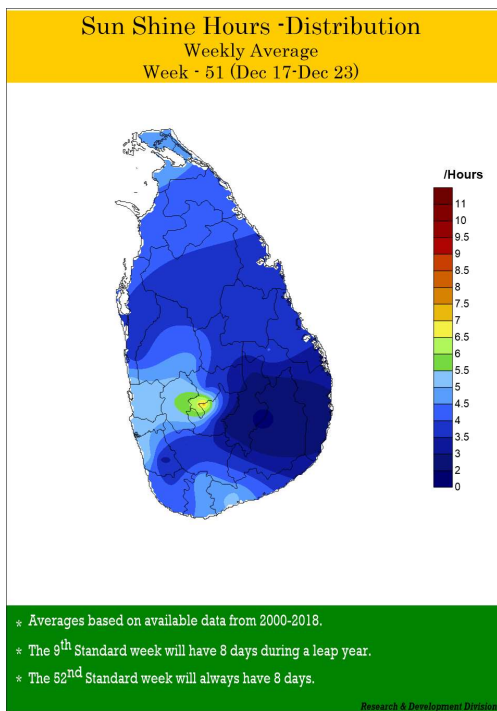 Sun Shine Hours -Distribution
Weekly Average
Week - 51 (Dec 17-Dec 23)
/Hours
11
10
9.5
9
8.5
8
7.5
7
6.5
6
5.5
5
4.5
4
3.5
3
2
0
* Averages based on available data from 2000-2018.
* The 9th Standard week will have 8 days during a leap year.
* The 52nd Standard week will always have 8 days.
Research & Development Division